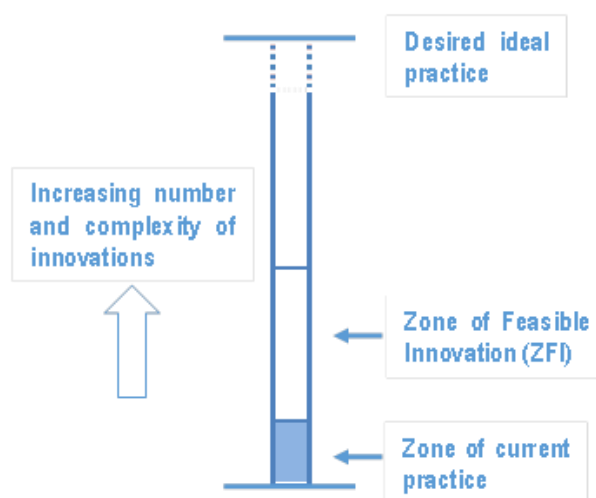 Desired ideal
practice
Increasing number
and complexity of
innovations
Zone of Feasible
Innovation (ZFI)
Zone of current
practice